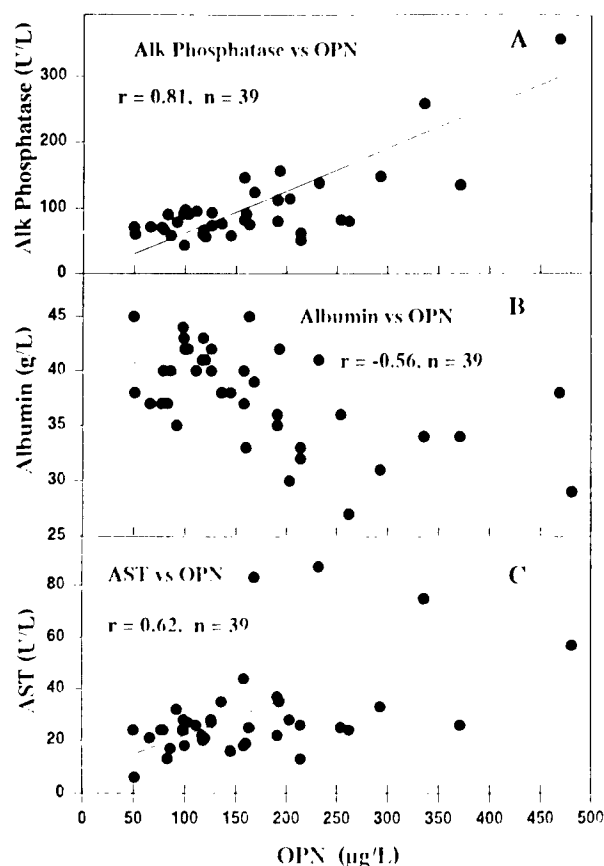 A
Alk Phosphatase vs OPN
r = 0.81, n = 39
Alk Phosphatase (U/L)
300
200
100
0
B
Albumin vs OPN
r = -0.56, n = 39
Albumin (g/L)
45
40
35
30
25
C
AST vs OPN
r = 0.62, n = 39
AST (U/L)
80
60
40
20
0
0 50 100 150 200 250 300 350 400 450 500
OPN (µg/L)